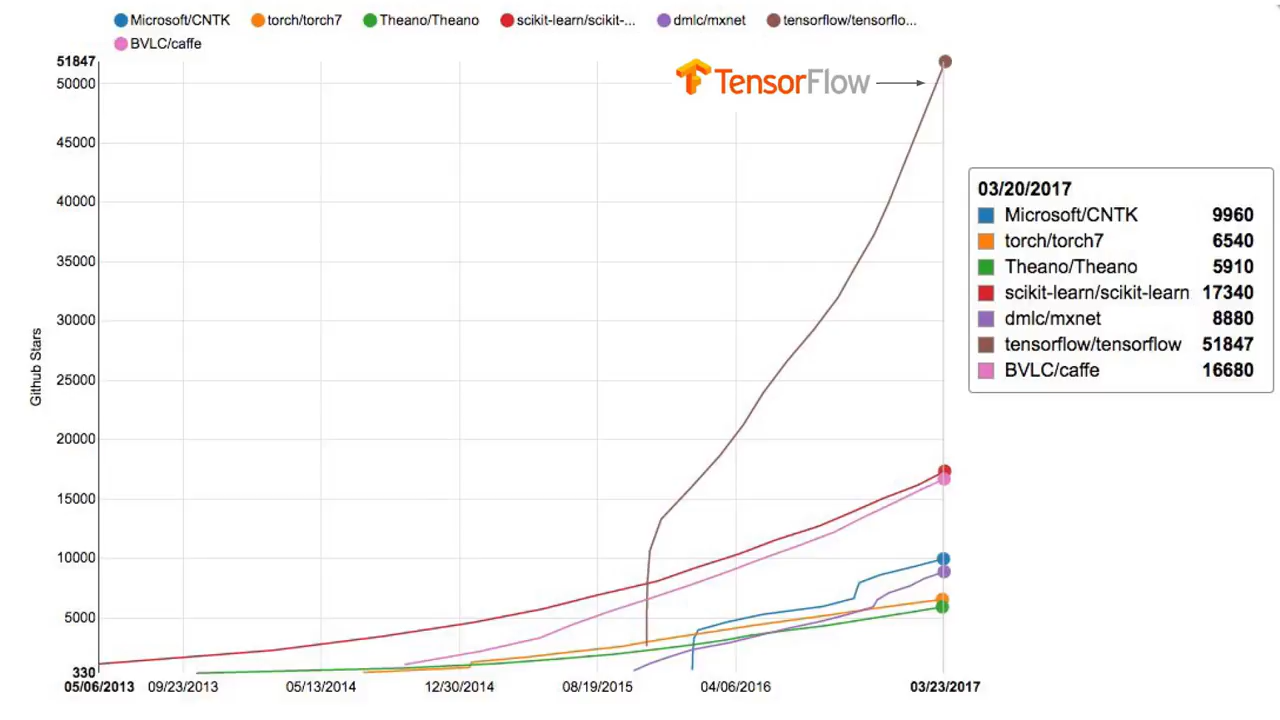 Microsoft/CNTK torch/torch7 Theano/Theano scikit-learn/scikit-... dmlc/mxnet tensorflow/tensorflo...
BVLC/caffe
TensorFlow
51847
50000
45000
40000
35000
30000
25000
20000
15000
10000
5000
330
Github Stars
05/06/2013 09/23/2013 05/13/2014 12/30/2014 08/19/2015 04/06/2016 03/23/2017
03/20/2017
Microsoft/CNTK 9960
torch/torch7 6540
Theano/Theano 5910
scikit-learn/scikit-learn 17340
dmlc/mxnet 8880
tensorflow/tensorflow 51847
BVLC/caffe 16680